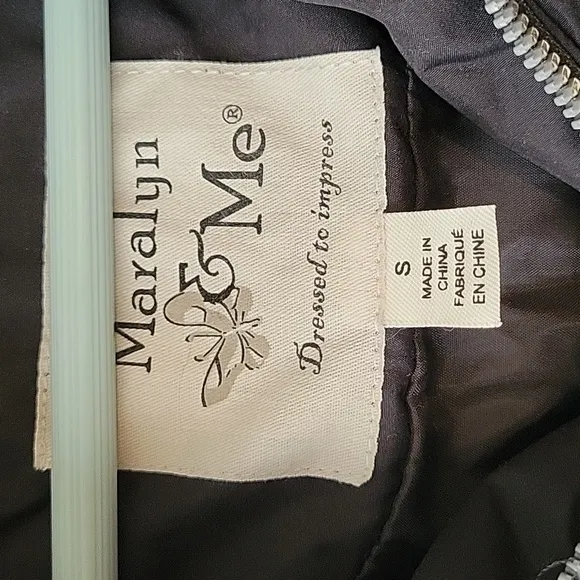 Maralyn
& Me®
Dressed to impress
S
MADE IN
CHINA
FABRIQUÉ
EN CHINE